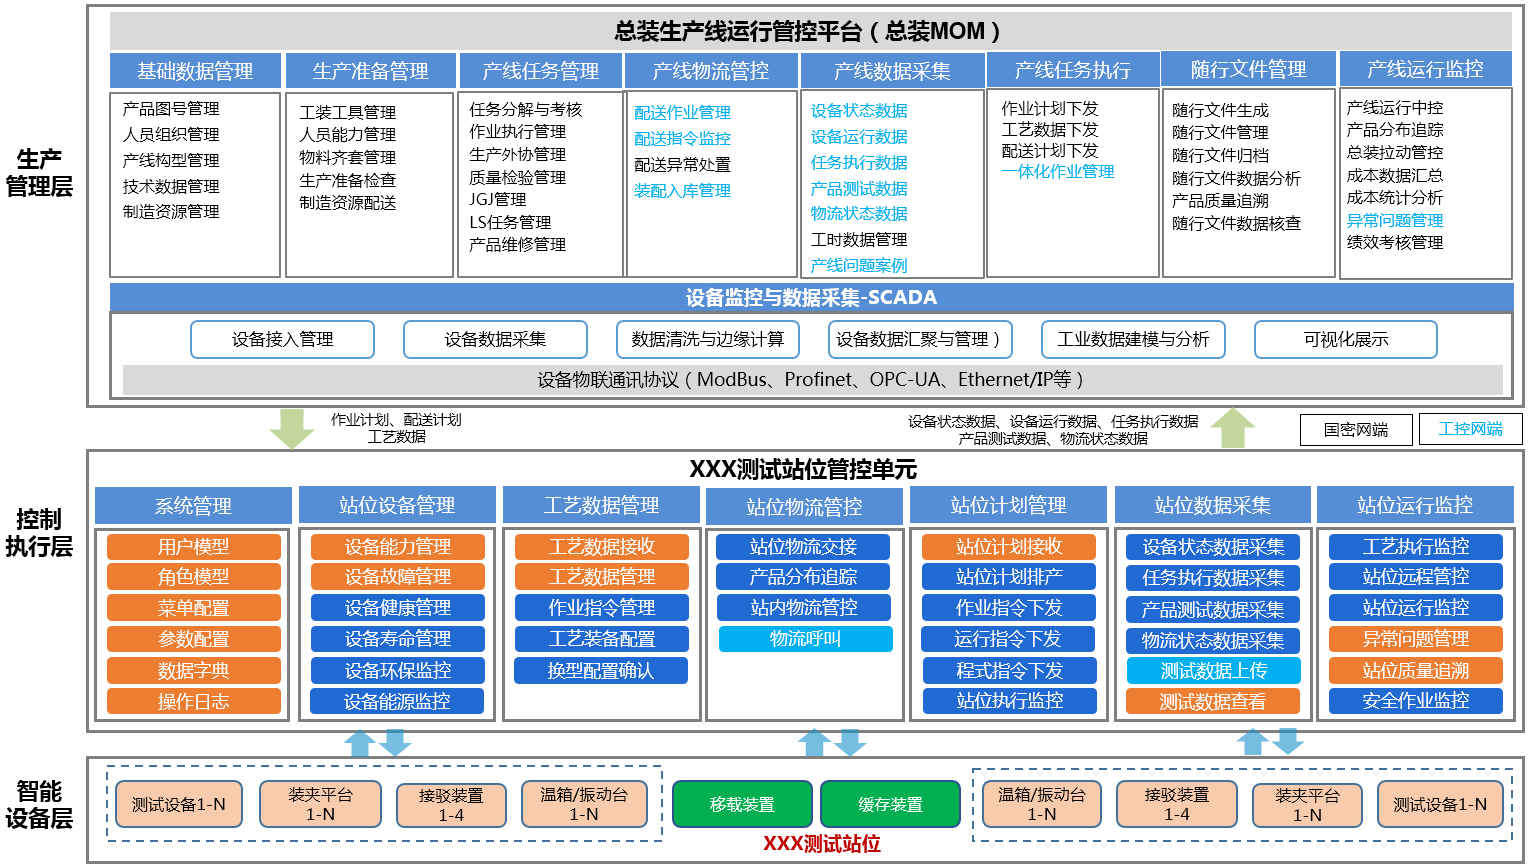 总装生产线运行管控平台（总装MOM）
生产
管理层
基础数据管理
产品图号管理
人员组织管理
产线构型管理
技术数据管理
制造资源管理
生产准备管理
工装工具管理
人员能力管理
物料齐套管理
生产准备检查
制造资源配送
产线任务管理
任务分解与考核
作业执行管理
生产外协管理
质量检验管理
JGJ管理
LS任务管理
产品维修管理
产线物流管控
配送作业管理
配送指令监控
配送异常处置
装配入库管理
产线数据采集
设备状态数据
设备运行数据
任务执行数据
产品测试数据
物流状态数据
工时数据管理
产线问题案例
产线任务执行
作业计划下发
工艺数据下发
配送计划下发
一体化作业管理
随行文件管理
随行文件生成
随行文件管理
随行文件归档
随行文件数据分析
产品质量追溯
随行文件数据核查
产线运行监控
产线运行中控
产品分布追踪
总装拉动管控
成本数据汇总
成本统计分析
异常问题管理
绩效考核管理
设备监控与数据采集-SCADA
设备接入管理
设备数据采集
数据清洗与边缘计算
设备数据汇聚与管理）
工业数据建模与分析
可视化展示
设备物联通讯协议（ModBus、Profinet、OPC-UA、Ethernet/IP等）
作业计划、配送计划
工艺数据
设备状态数据、设备运行数据、任务执行数据
产品测试数据、物流状态数据
国密网端
工控网端
XXX测试站位管控单元
控制
执行层
系统管理
用户模型
角色模型
菜单配置
参数配置
数据字典
操作日志
站位设备管理
设备能力管理
设备故障管理
设备健康管理
设备寿命管理
设备环保监控
设备能源监控
工艺数据管理
工艺数据接收
工艺数据管理
作业指令管理
工艺装备配置
换型配置确认
站位物流管控
站位物流交接
产品分布追踪
站内物流管控
物流呼叫
站位计划管理
站位计划接收
站位计划排产
作业指令下发
运行指令下发
程式指令下发
站位执行监控
站位数据采集
设备状态数据采集
任务执行数据采集
产品测试数据采集
物流状态数据采集
测试数据上传
测试数据查看
站位运行监控
工艺执行监控
站位远程管控
站位运行监控
异常问题管理
站位质量追溯
安全作业监控
智能
设备层
测试设备1-N
装夹平台
1-N
接驳装置
1-4
温箱/振动台
1-N
移载装置
缓存装置
温箱/振动台
1-N
接驳装置
1-4
装夹平台
1-N
测试设备1-N
XXX测试站位